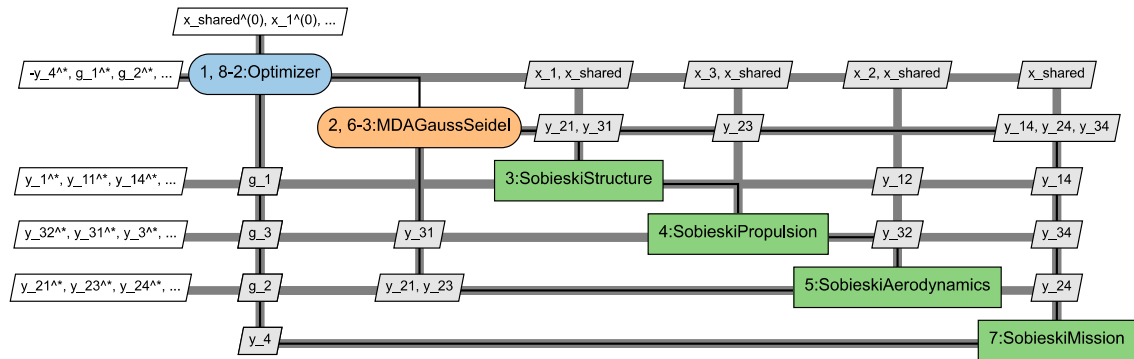 x_shared^(0), x_1^(0), ...
-y_4^*, g_1^*, g_2^*, ...
1, 8-2:Optimizer
x_1, x_shared
x_3, x_shared
x_2, x_shared
x_shared
2, 6-3:MDAGaussSeidel
y_21, y_31
y_23
y_14, y_24, y_34
y_1^*, y_11^*, y_14^*, ...
g_1
3:SobieskiStructure
y_12
y_14
y_32^*, y_31^*, y_3^*, ...
g_3
y_31
4:SobieskiPropulsion
y_32
y_34
y_21^*, y_23^*, y_24^*, ...
g_2
y_21, y_23
5:SobieskiAerodynamics
y_24
y_4
7:SobieskiMission